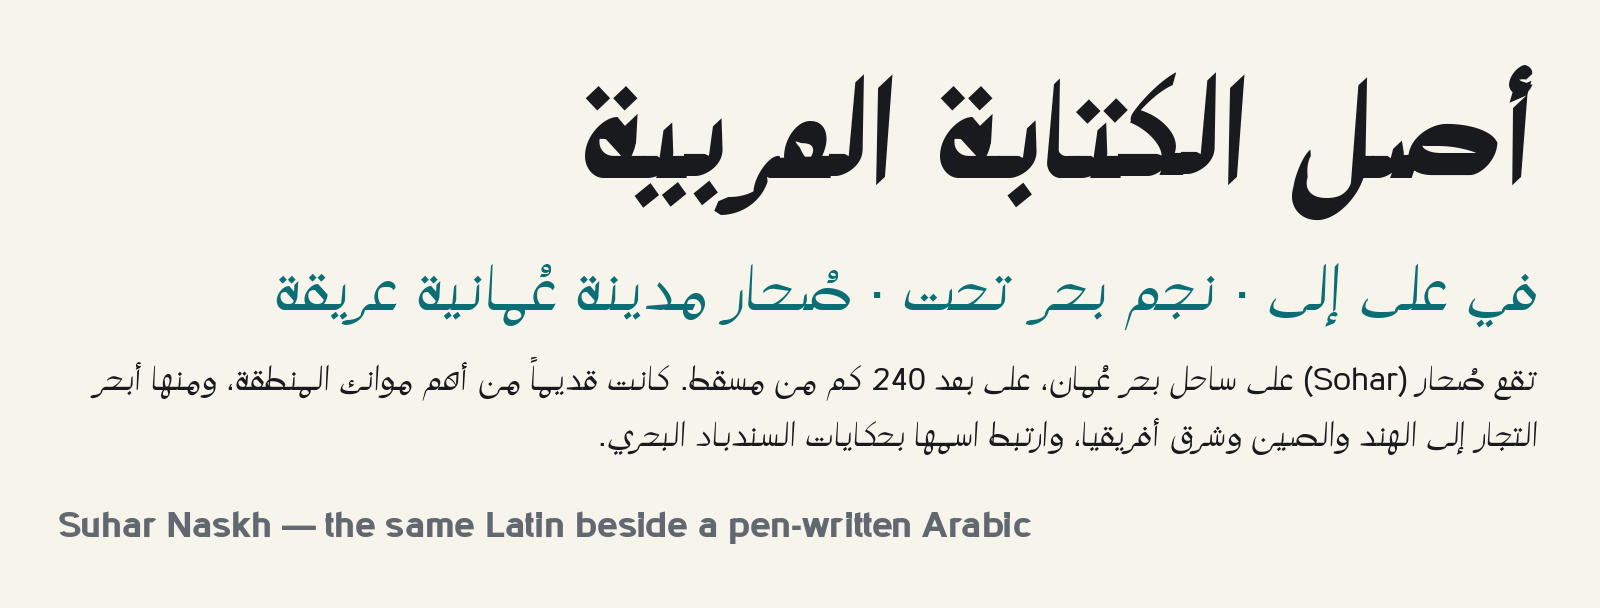 أصل الكتابة العربية
في على إلى · نجم بحر تحت · صُحار مدينة عُمانية عريقة
تقع صُحار (Sohar) على ساحل بحر عُمان، على بعد 240 كم من مسقط. كانت قديماً من أهم موانئ المنطقة، ومنها أبحر
التجار إلى الهند والصين وشرق أفريقيا، وارتبط اسمها بحكايات السندباد البحري.
Suhar Naskh — the same Latin beside a pen-written Arabic